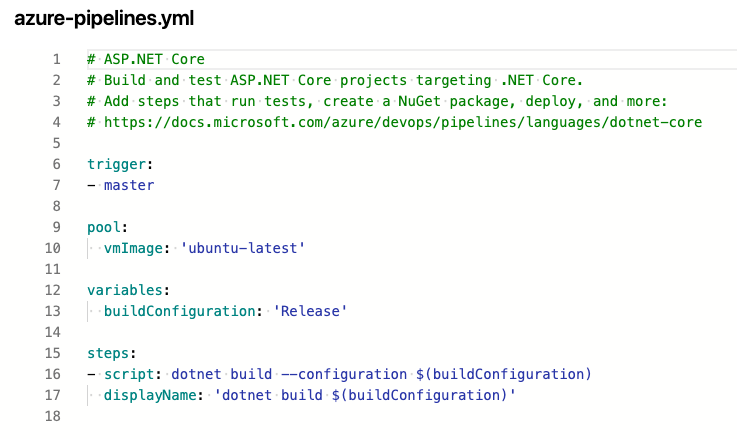 azure-pipelines.yml
1 # ASP.NET Core
2 # Build and test ASP.NET Core projects targeting .NET Core.
3 # Add steps that run tests, create a NuGet package, deploy, and more:
4 # https://docs.microsoft.com/azure/devops/pipelines/languages/dotnet-core
5
6 trigger:
7 - master
8
9 pool:
10   vmImage: 'ubuntu-latest'
11
12 variables:
13   buildConfiguration: 'Release'
14
15 steps:
16 - script: dotnet build --configuration $(buildConfiguration)
17   displayName: 'dotnet build $(buildConfiguration)'
18